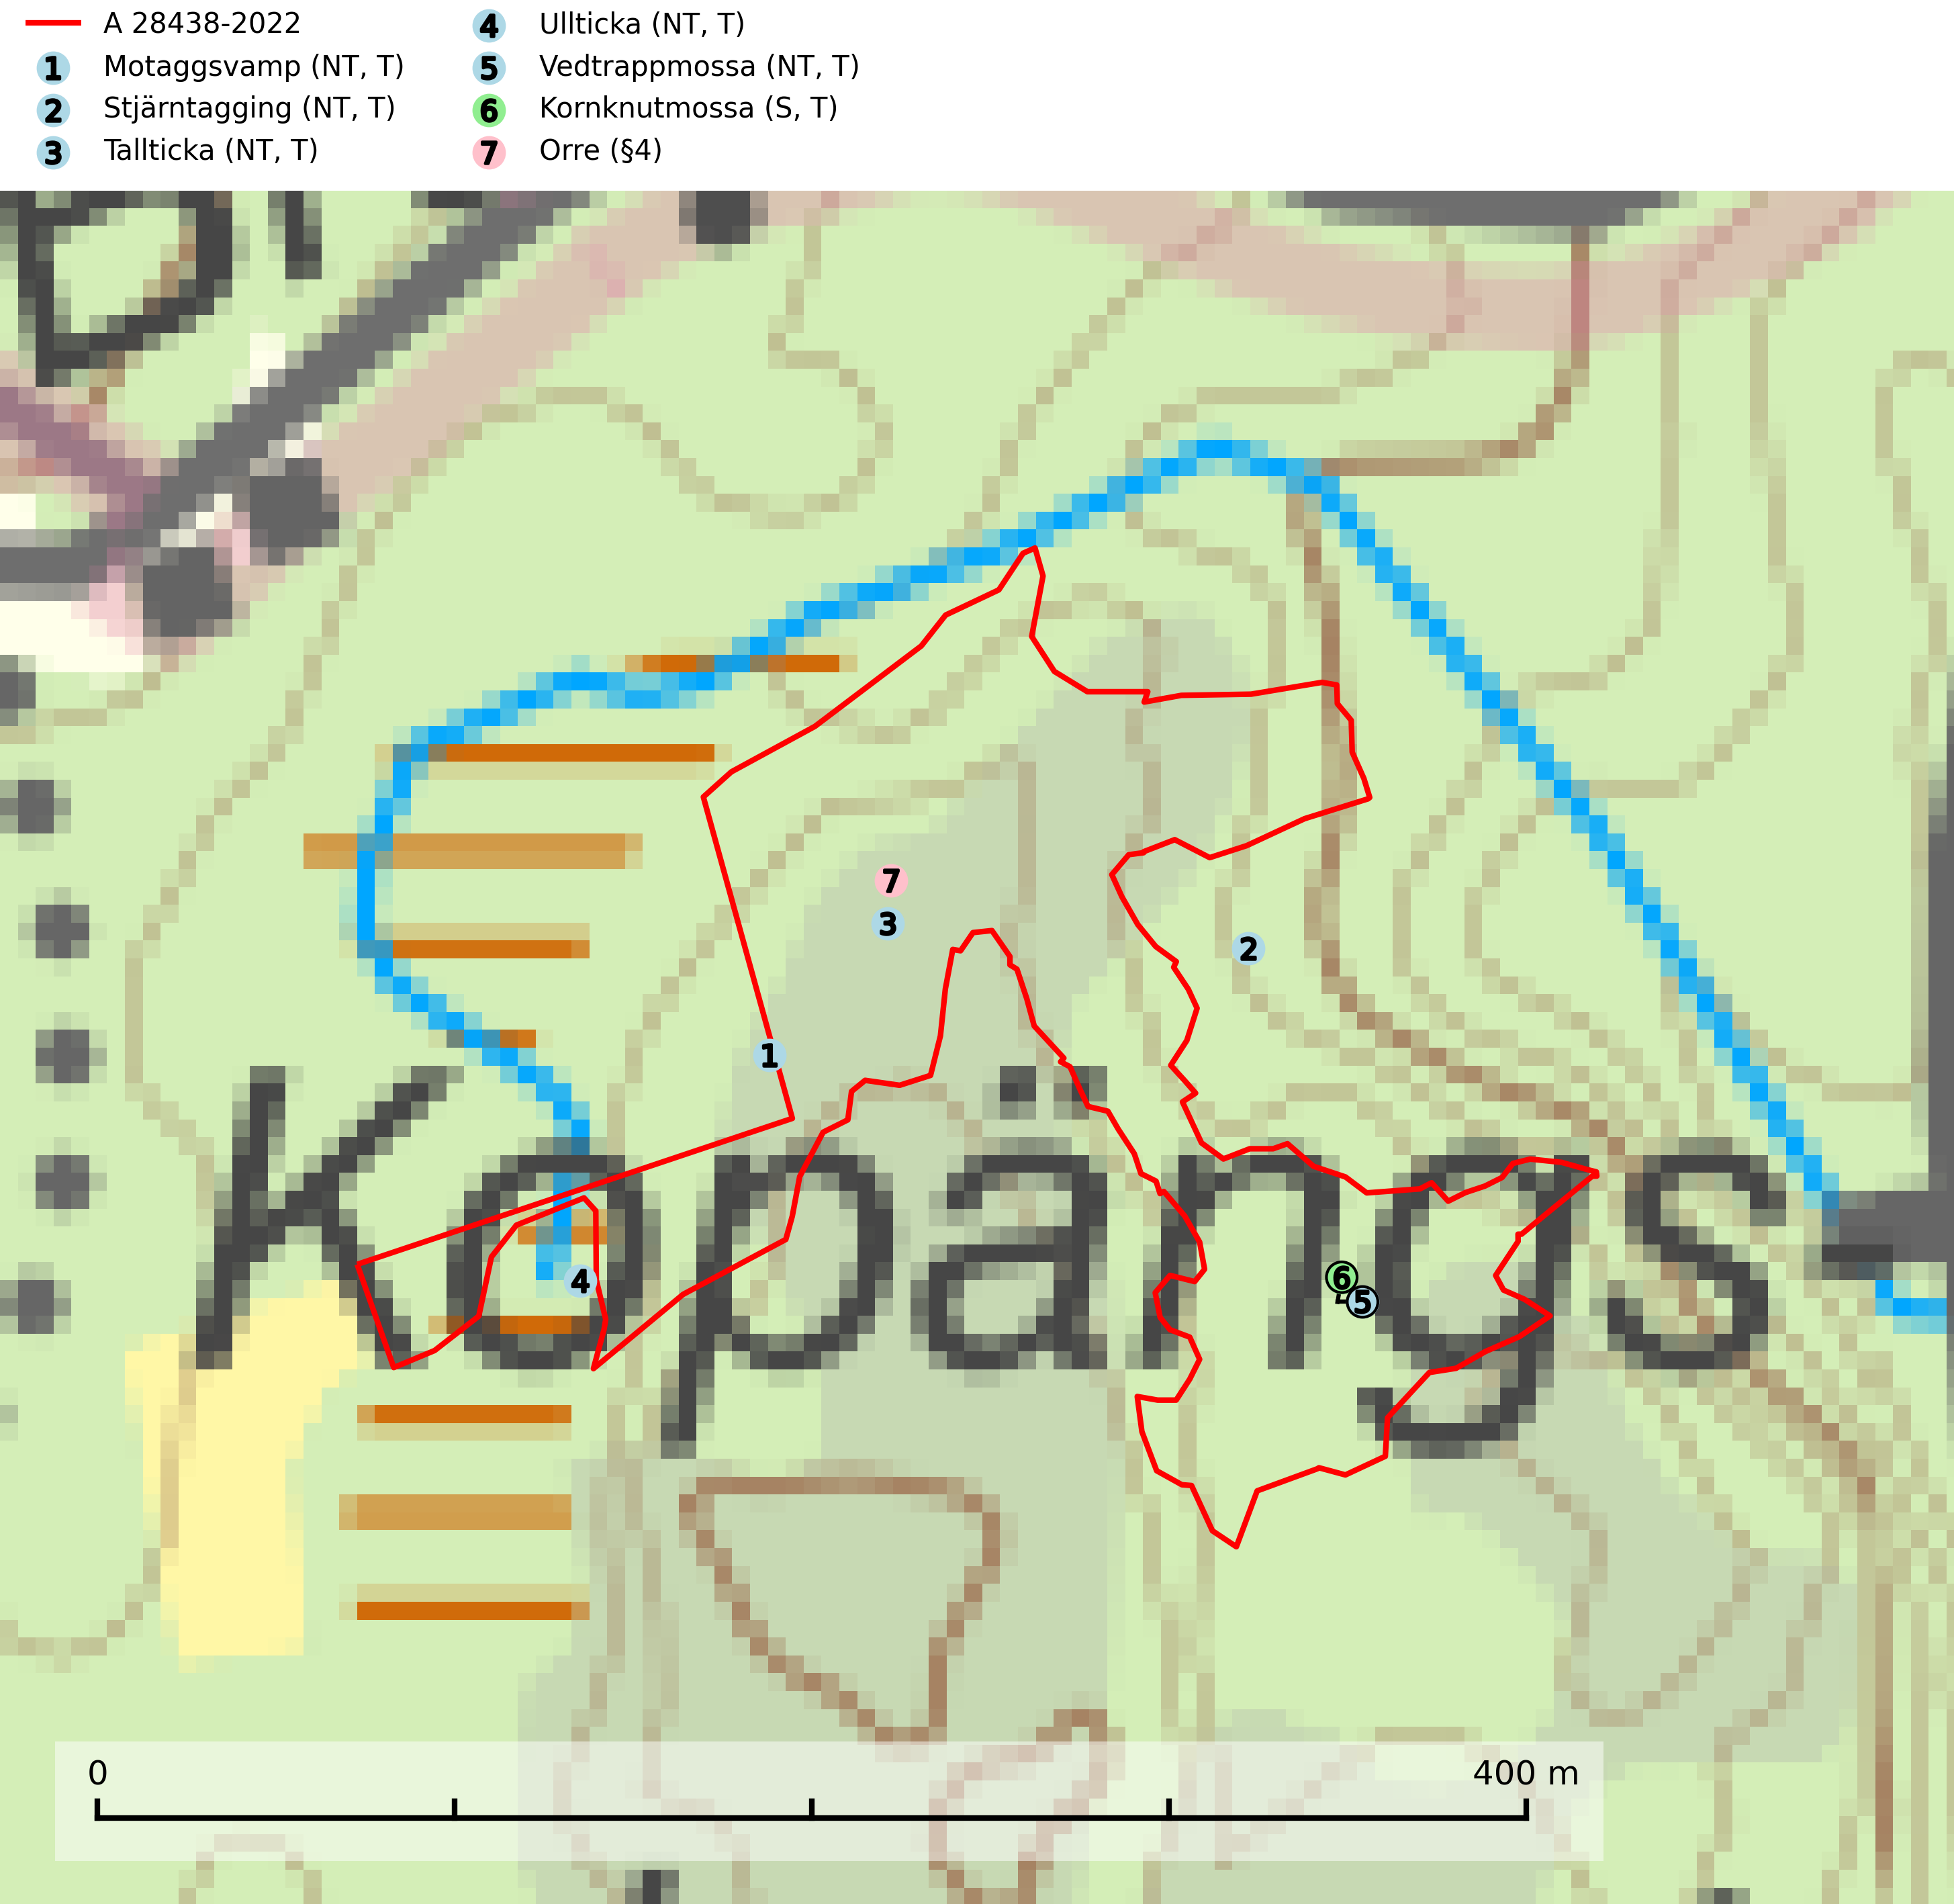 A 28438-2022
1 Motaggsvamp (NT, T)
2 Stjärntagging (NT, T)
3 Tallticka (NT, T)
4 Ullticka (NT, T)
5 Vedtrappmossa (NT, T)
6 Kornknutmossa (S, T)
7 Orre (§4)
7
3
2
1
Kopängs
4
6
5
0 400 m